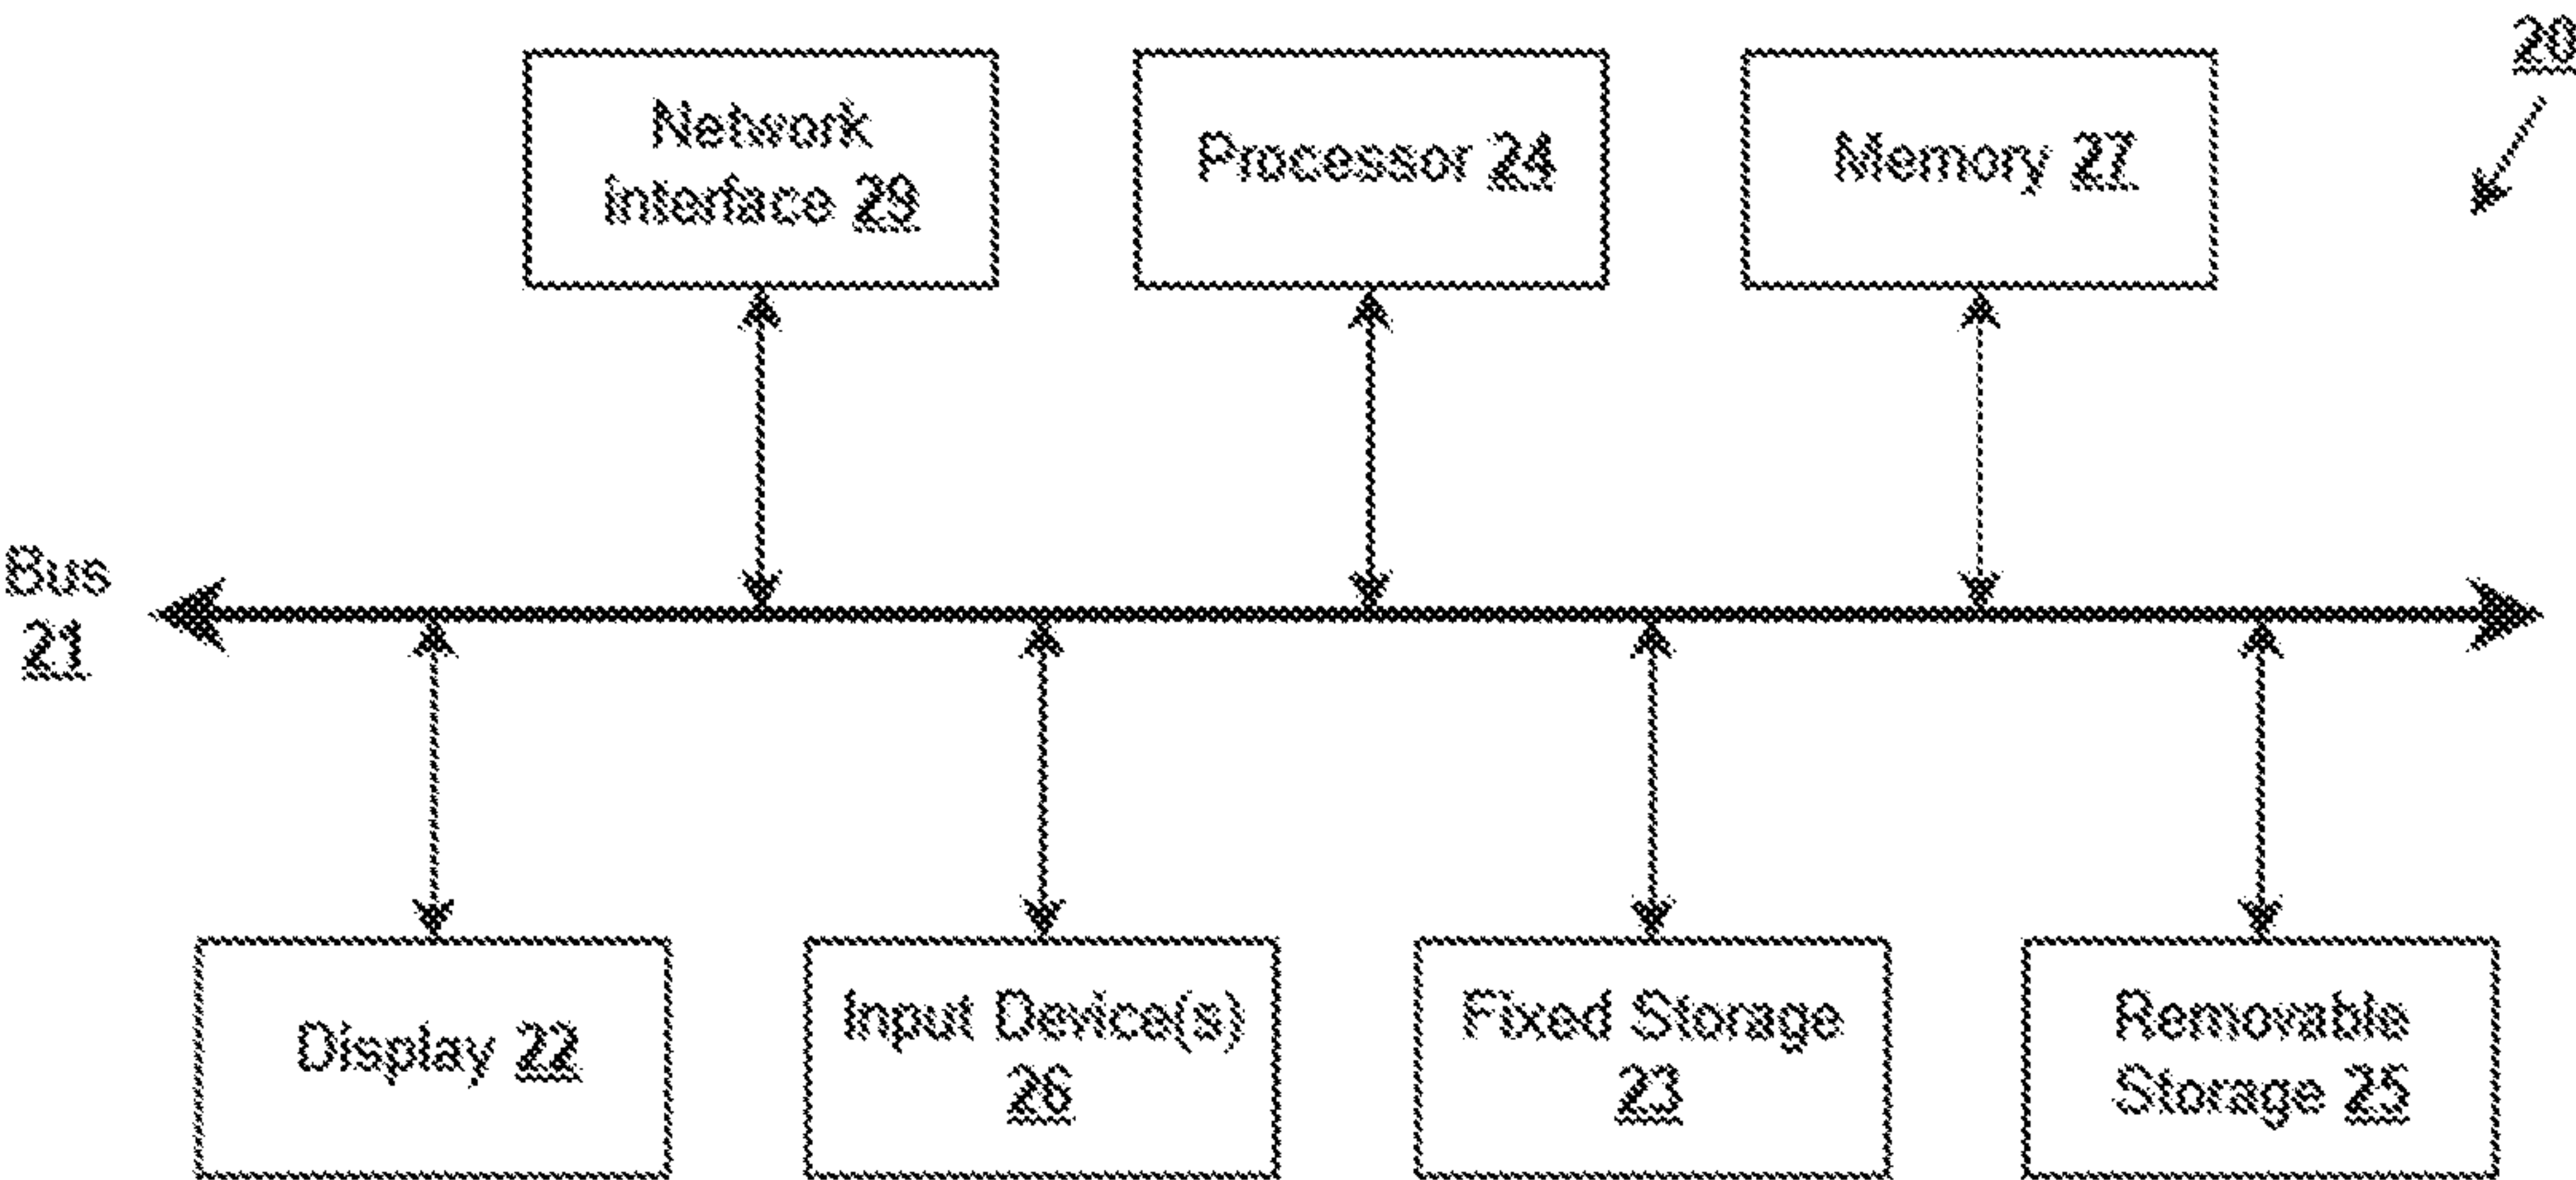 20
Network
Interface 29
Processor 24
Memory 27
Bus
21
Display 22
Input Device(s)
26
Fixed Storage
23
Removable
Storage 25